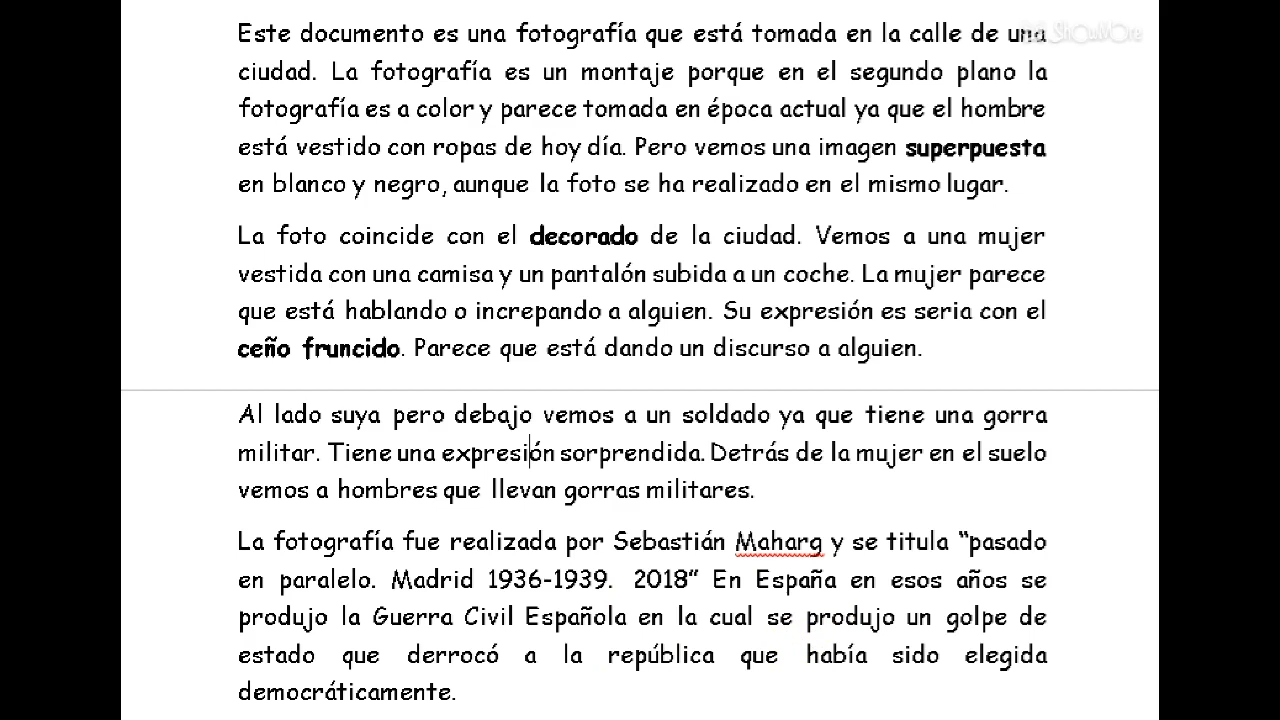 Este documento es una fotografía que está tomada en la calle de una
ciudad. La fotografía es un montaje porque en el segundo plano la
fotografía es a color y parece tomada en época actual ya que el hombre
está vestido con ropas de hoy día. Pero vemos una imagen superpuesta
en blanco y negro, aunque la foto se ha realizado en el mismo lugar.
La foto coincide con el decorado de la ciudad. Vemos a una mujer
vestida con una camisa y un pantalón subida a un coche. La mujer parece
que está hablando o increpando a alguien. Su expresión es seria con el
ceño fruncido. Parece que está dando un discurso a alguien.
Al lado suya pero debajo vemos a un soldado ya que tiene una gorra
militar. Tiene una expresión sorprendida. Detrás de la mujer en el suelo
vemos a hombres que llevan gorras militares.
La fotografía fue realizada por Sebastián Maharg y se titula “pasado
en paralelo. Madrid 1936-1939. 2018” En España en esos años se
produjo la Guerra Civil Española en la cual se produjo un golpe de
estado que derrocó a la república que había sido elegida
democráticamente.